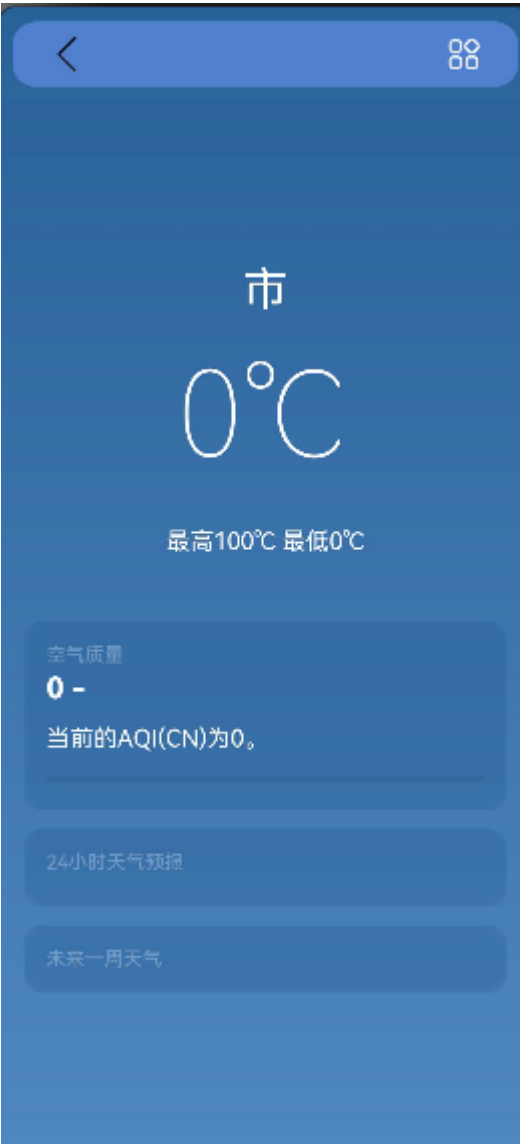 市
0°C
最高100℃ 最低0℃
空气质量
0 –
当前的AQI(CN)为0。
24小时天气预报
未来一周天气